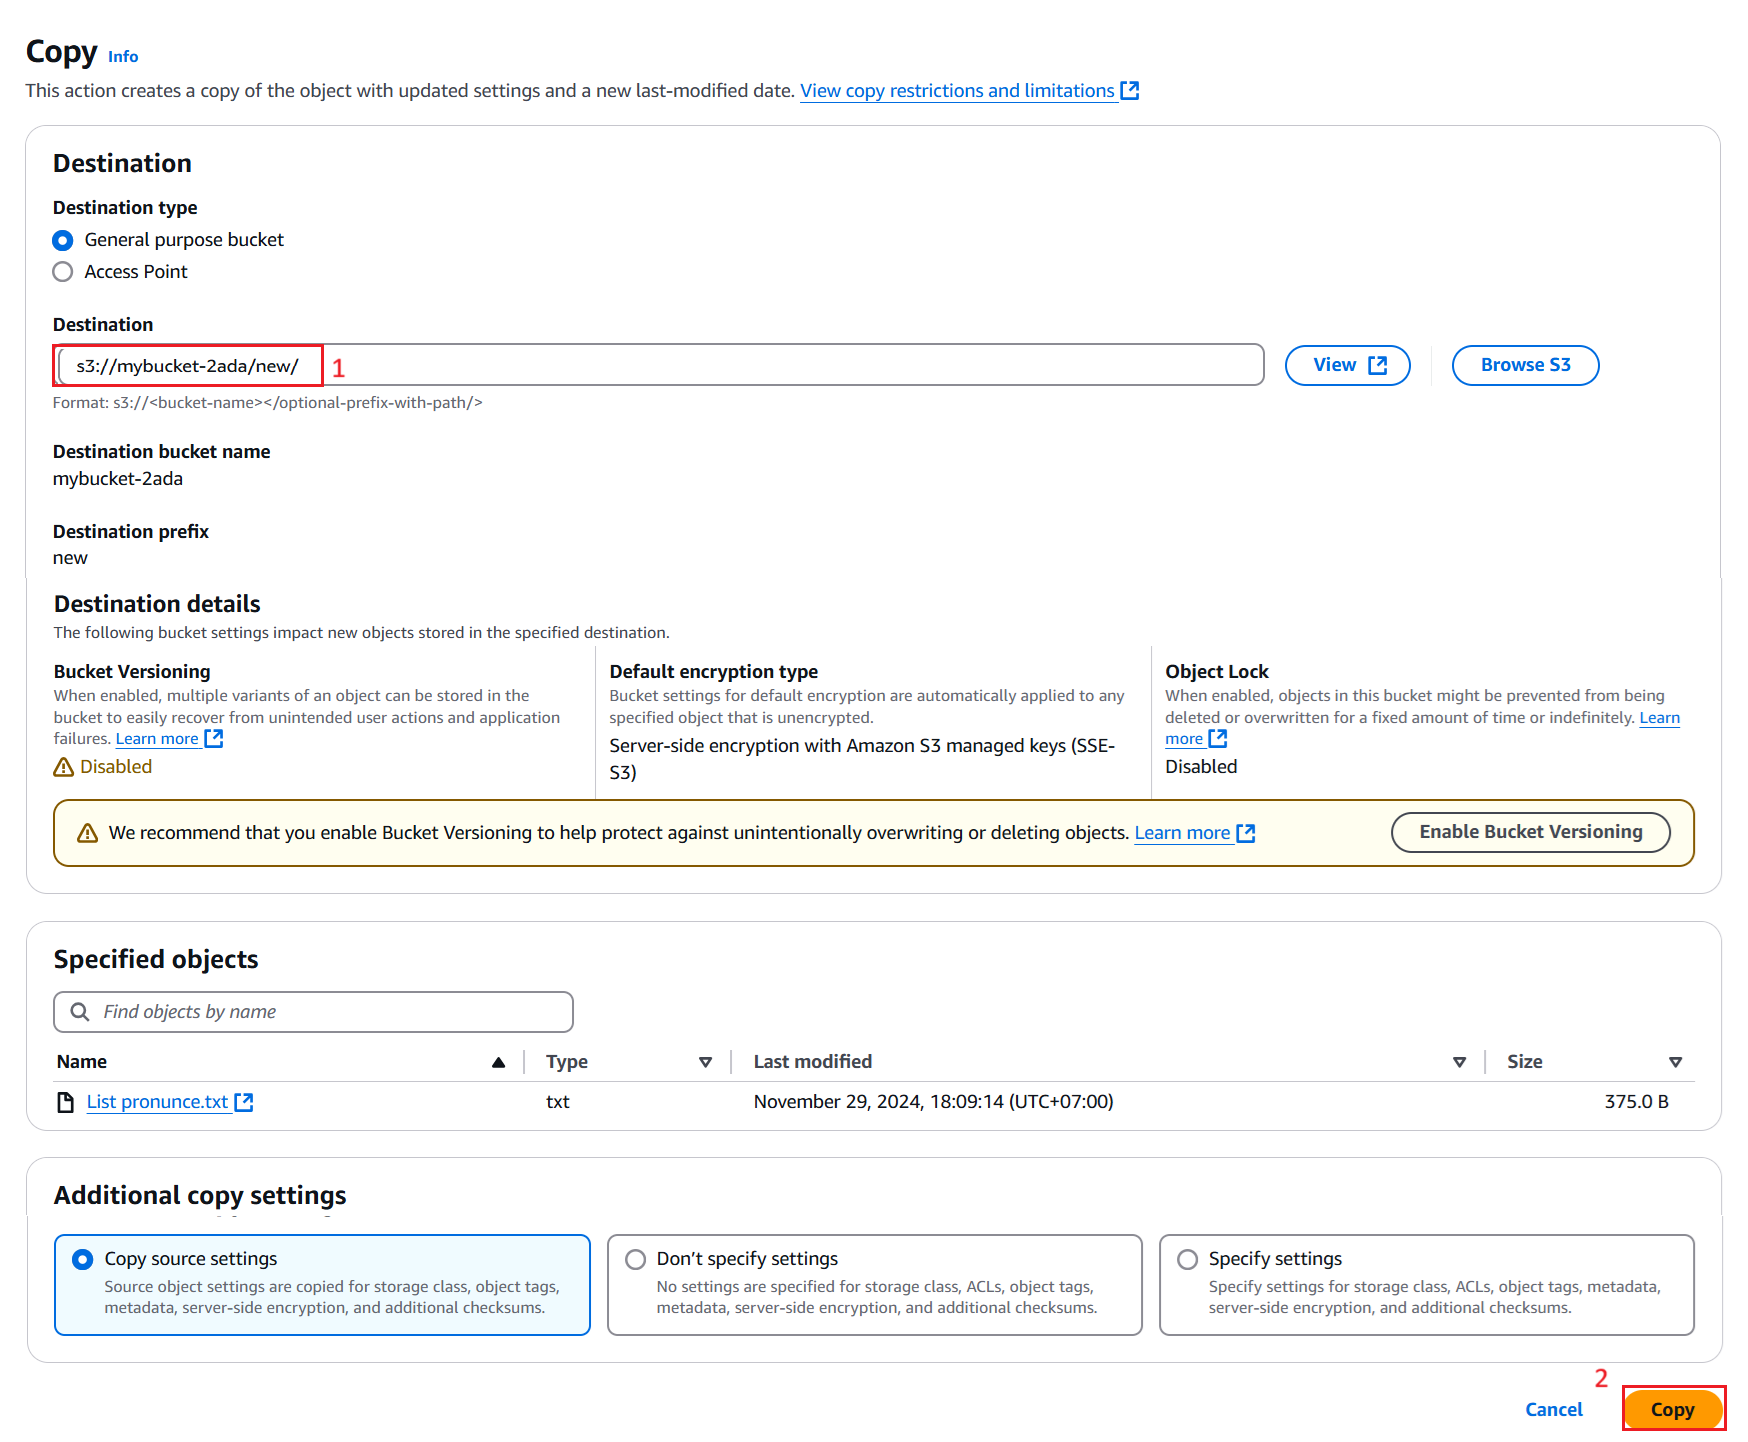 Copy Info
This action creates a copy of the object with updated settings and a new last-modified date. View copy restrictions and limitations
Destination
Destination type
General purpose bucket
Access Point
Destination
s3://mybucket-2ada/new/ 1 View Browse S3
Format: s3://<bucket-name></optional-prefix-with-path/>
Destination bucket name
mybucket-2ada
Destination prefix
new
Destination details
The following bucket settings impact new objects stored in the specified destination.
Bucket Versioning
When enabled, multiple variants of an object can be stored in the
bucket to easily recover from unintended user actions and application
failures. Learn more
Disabled
Default encryption type
Bucket settings for default encryption are automatically applied to any
specified object that is unencrypted.
Server-side encryption with Amazon S3 managed keys (SSE-
S3)
Object Lock
When enabled, objects in this bucket might be prevented from being
deleted or overwritten for a fixed amount of time or indefinitely. Learn
more
Disabled
We recommend that you enable Bucket Versioning to help protect against unintentionally overwriting or deleting objects. Learn more Enable Bucket Versioning
Specified objects
Find objects by name
Name Type Last modified Size
List pronunce.txt txt November 29, 2024, 18:09:14 (UTC+07:00) 375.0 B
Additional copy settings
Copy source settings
Source object settings are copied for storage class, object tags,
metadata, server-side encryption, and additional checksums.
Don't specify settings
No settings are specified for storage class, ACLs, object tags,
metadata, server-side encryption, and additional checksums.
Specify settings
Specify settings for storage class, ACLs, object tags, metadata,
server-side encryption, and additional checksums.
2
Cancel Copy